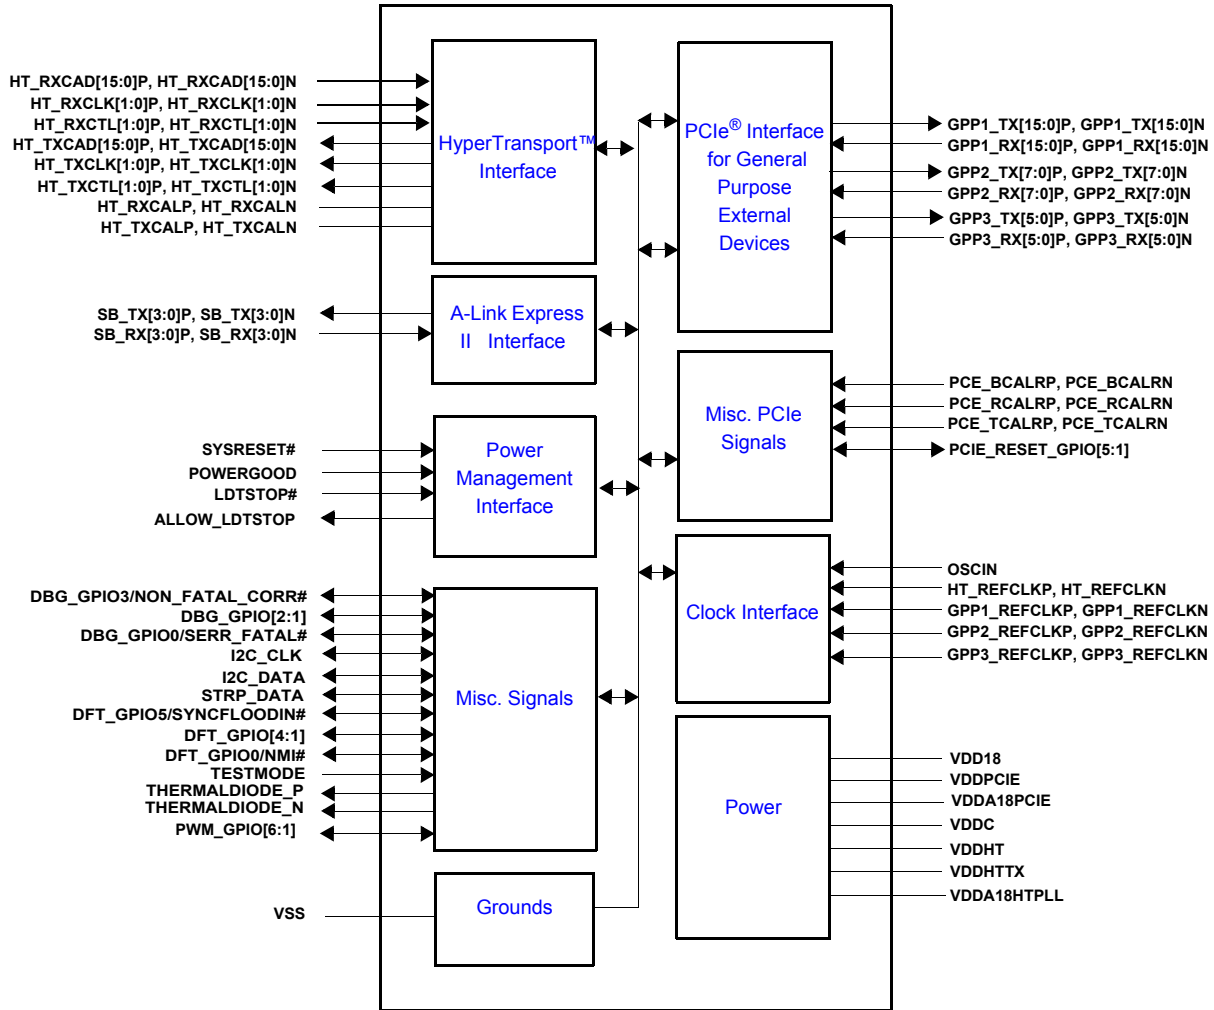 HT_RXCAD[15:0]P, HT_RXCAD[15:0]N
HT_RXCLK[1:0]P, HT_RXCLK[1:0]N
HT_RXCTL[1:0]P, HT_RXCTL[1:0]N
HT_TXCAD[15:0]P, HT_TXCAD[15:0]N
HT_TXCLK[1:0]P, HT_TXCLK[1:0]N
HT_TXCTL[1:0]P, HT_TXCTL[1:0]N
HT_RXCALP, HT_RXCALN
HT_TXCALP, HT_TXCALN
HyperTransport™
Interface
SB_TX[3:0]P, SB_TX[3:0]N
SB_RX[3:0]P, SB_RX[3:0]N
A-Link Express
II Interface
SYSRESET#
POWERGOOD
LDTSTOP#
ALLOW_LDTSTOP
Power
Management
Interface
DBG_GPIO3/NON_FATAL_CORR#
DBG_GPIO[2:1]
DBG_GPIO0/SERR_FATAL#
I2C_CLK
I2C_DATA
STRP_DATA
DFT_GPIO5/SYNCFLOODIN#
DFT_GPIO[4:1]
DFT_GPIO0/NMI#
TESTMODE
THERMALDIODE_P
THERMALDIODE_N
PWM_GPIO[6:1]
Misc. Signals
VSS
Grounds
PCIe® Interface
for General
Purpose
External
Devices
GPP1_TX[15:0]P, GPP1_TX[15:0]N
GPP1_RX[15:0]P, GPP1_RX[15:0]N
GPP2_TX[7:0]P, GPP2_TX[7:0]N
GPP2_RX[7:0]P, GPP2_RX[7:0]N
GPP3_TX[5:0]P, GPP3_TX[5:0]N
GPP3_RX[5:0]P, GPP3_RX[5:0]N
Misc. PCIe
Signals
PCE_BCALRP, PCE_BCALRN
PCE_RCALRP, PCE_RCALRN
PCE_TCALRP, PCE_TCALRN
PCIE_RESET_GPIO[5:1]
Clock Interface
OSCIN
HT_REFCLKP, HT_REFCLKN
GPP1_REFCLKP, GPP1_REFCLKN
GPP2_REFCLKP, GPP2_REFCLKN
GPP3_REFCLKP, GPP3_REFCLKN
Power
VDD18
VDDPCIE
VDDA18PCIE
VDDC
VDDHT
VDDHTTX
VDDA18HTPLL